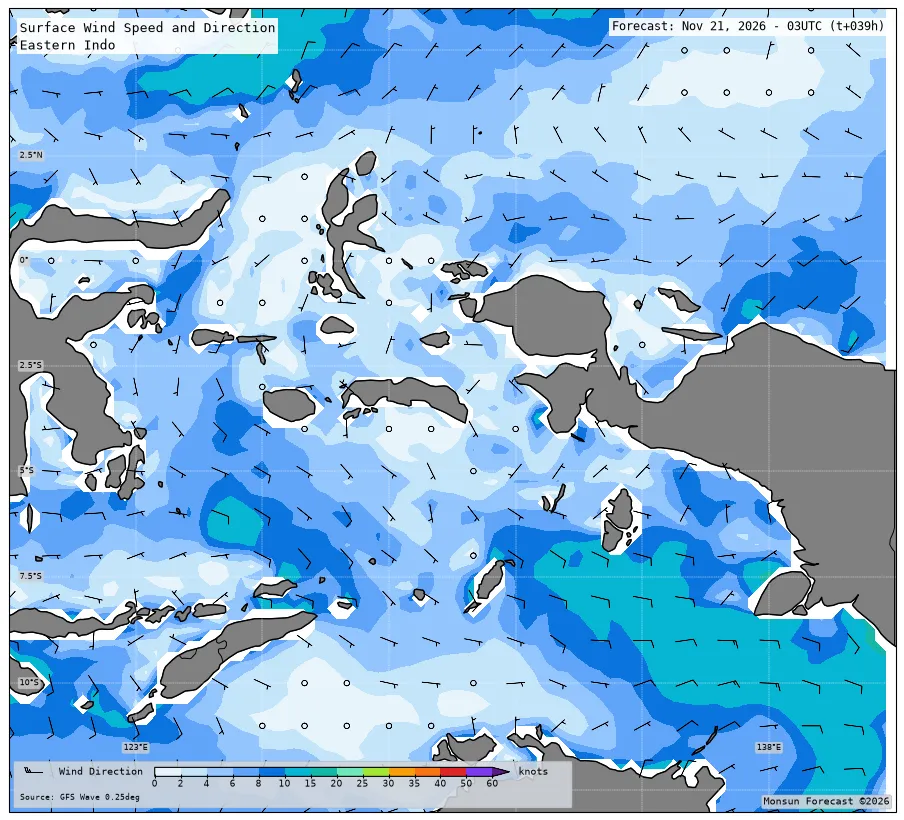 Surface Wind Speed and Direction
Eastern Indo
Forecast: Nov 21, 2026 - 03UTC (t+039h)
2.5°N
0°
2.5°S
5°S
7.5°S
10°S
123°E
138°E
Wind Direction
0 2 4 6 8 10 15 20 25 30 35 40 50 60
knots
Source: GFS Wave 0.25deg
Monsun Forecast ©2026